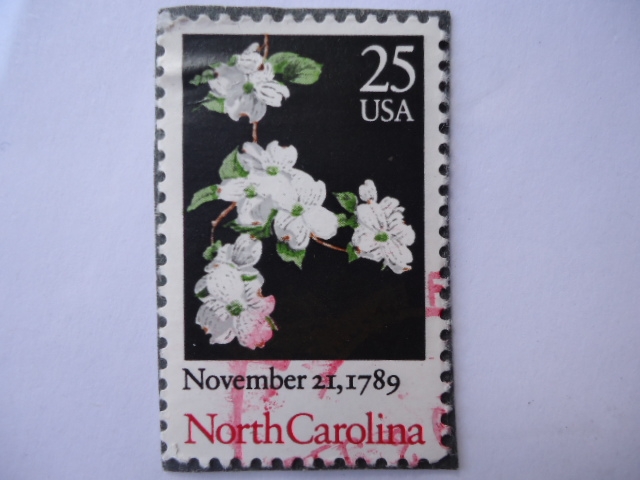 25
USA
November 21, 1789
North Carolina